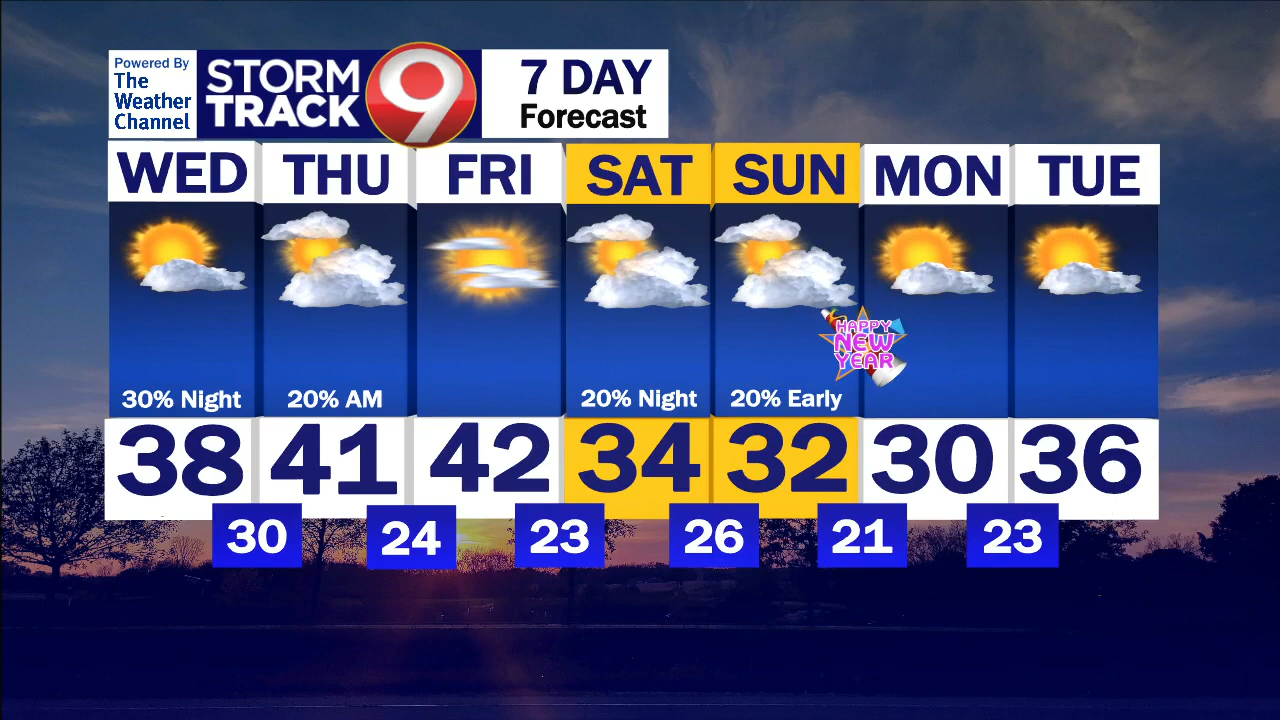 Powered By
The
Weather
Channel
STORM
TRACK
9
7 DAY
Forecast
WED THU FRI SAT SUN MON TUE
HAPPY
NEW
YEAR
30% Night 20% AM 20% Night 20% Early
38 41 42 34 32 30 36
30 24 23 26 21 23